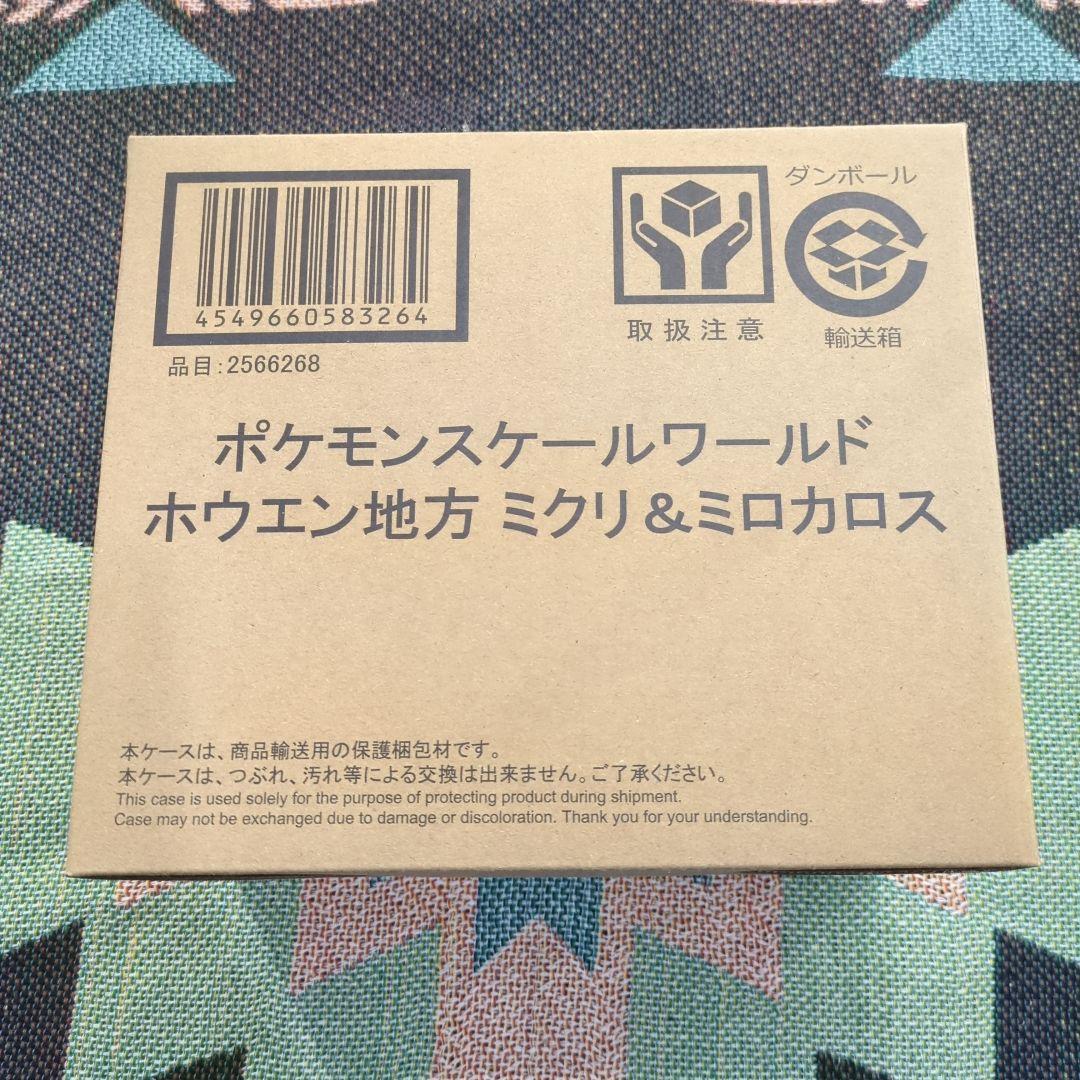 4549660583264
品目：2566268
取扱注意
ダンボール
輸送箱
ポケモンスケールワールド
ホウエン地方 ミクリ＆ミロカロス
本ケースは、商品輸送用の保護梱包材です。
本ケースは、つぶれ、汚れ等による交換は出来ません。ご了承ください。
This case is used solely for the purpose of protecting product during shipment.
Case may not be exchanged due to damage or discoloration. Thank you for your understanding.